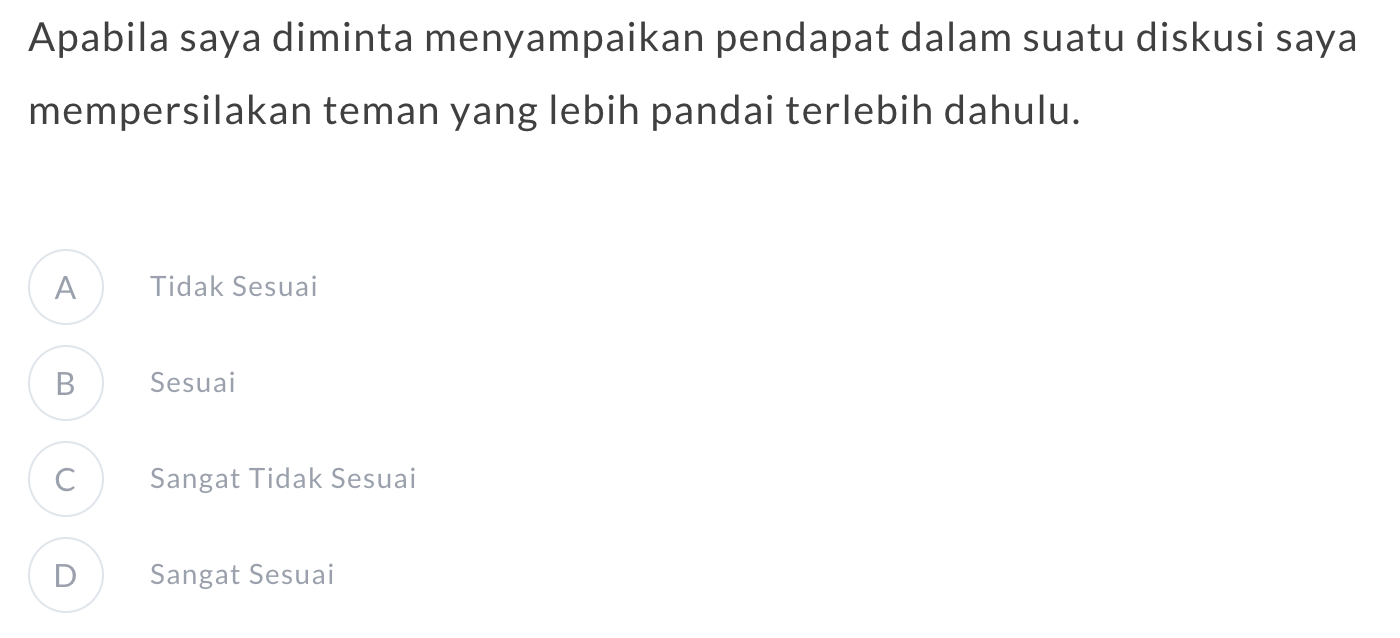 Apabila saya diminta menyampaikan pendapat dalam suatu diskusi saya
mempersilakan teman yang lebih pandai terlebih dahulu.
A Tidak Sesuai
B Sesuai
C Sangat Tidak Sesuai
D Sangat Sesuai